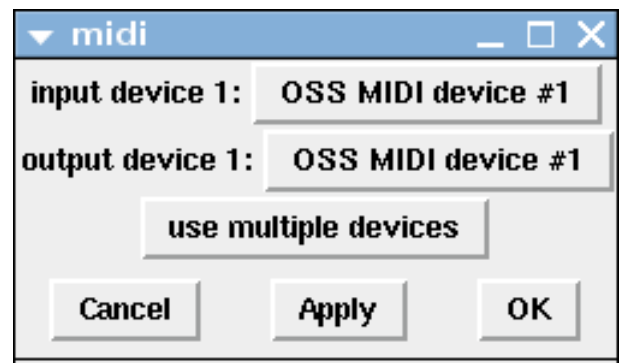 midi
input device 1: OSS MIDI device #1
output device 1: OSS MIDI device #1
use multiple devices
Cancel Apply OK